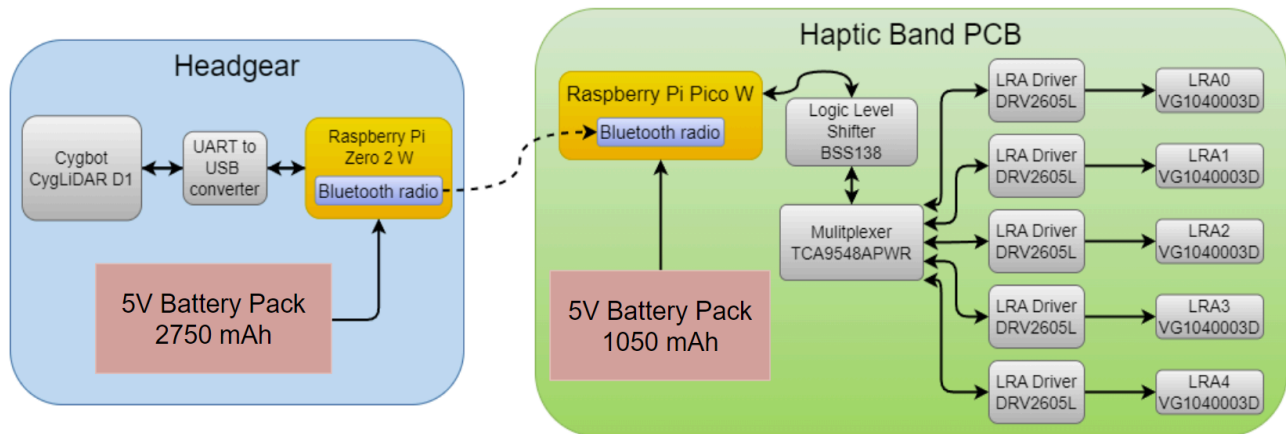 Headgear
Cygbot
CygLiDAR D1
UART to
USB
converter
Raspberry Pi
Zero 2 W
Bluetooth radio
5V Battery Pack
2750 mAh
Haptic Band PCB
Raspberry Pi Pico W
Bluetooth radio
5V Battery Pack
1050 mAh
Logic Level
Shifter
BSS138
Mulitplexer
TCA9548APWR
LRA Driver
DRV2605L
LRA0
VG1040003D
LRA Driver
DRV2605L
LRA1
VG1040003D
LRA Driver
DRV2605L
LRA2
VG1040003D
LRA Driver
DRV2605L
LRA3
VG1040003D
LRA Driver
DRV2605L
LRA4
VG1040003D